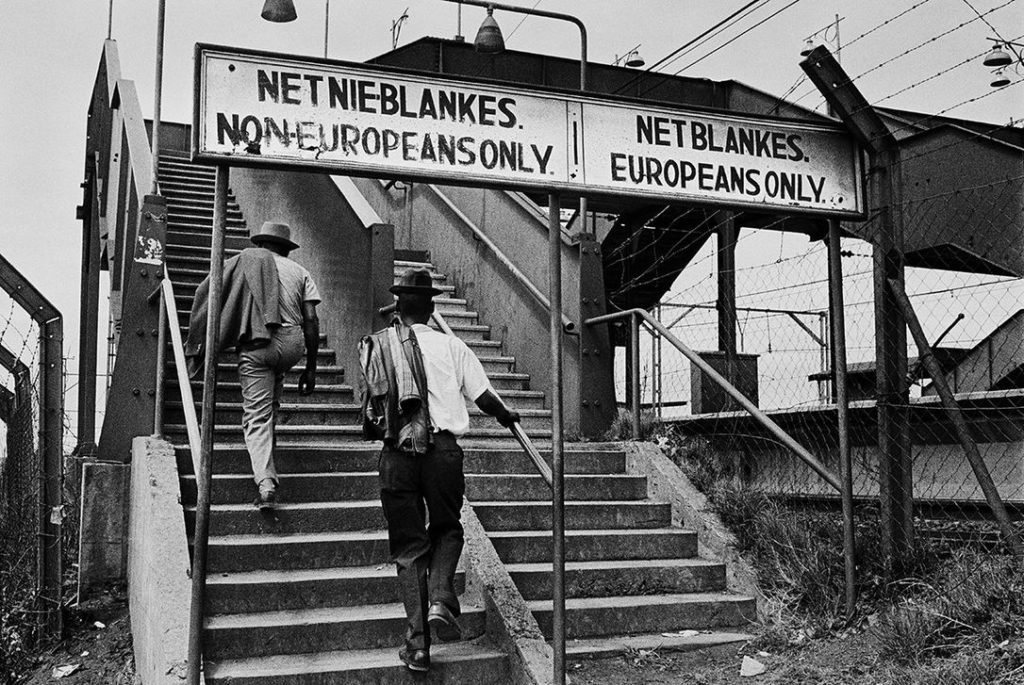 NET NIE-BLANKES.
NON-EUROPEANS ONLY.
NET BLANKES.
EUROPEANS ONLY.